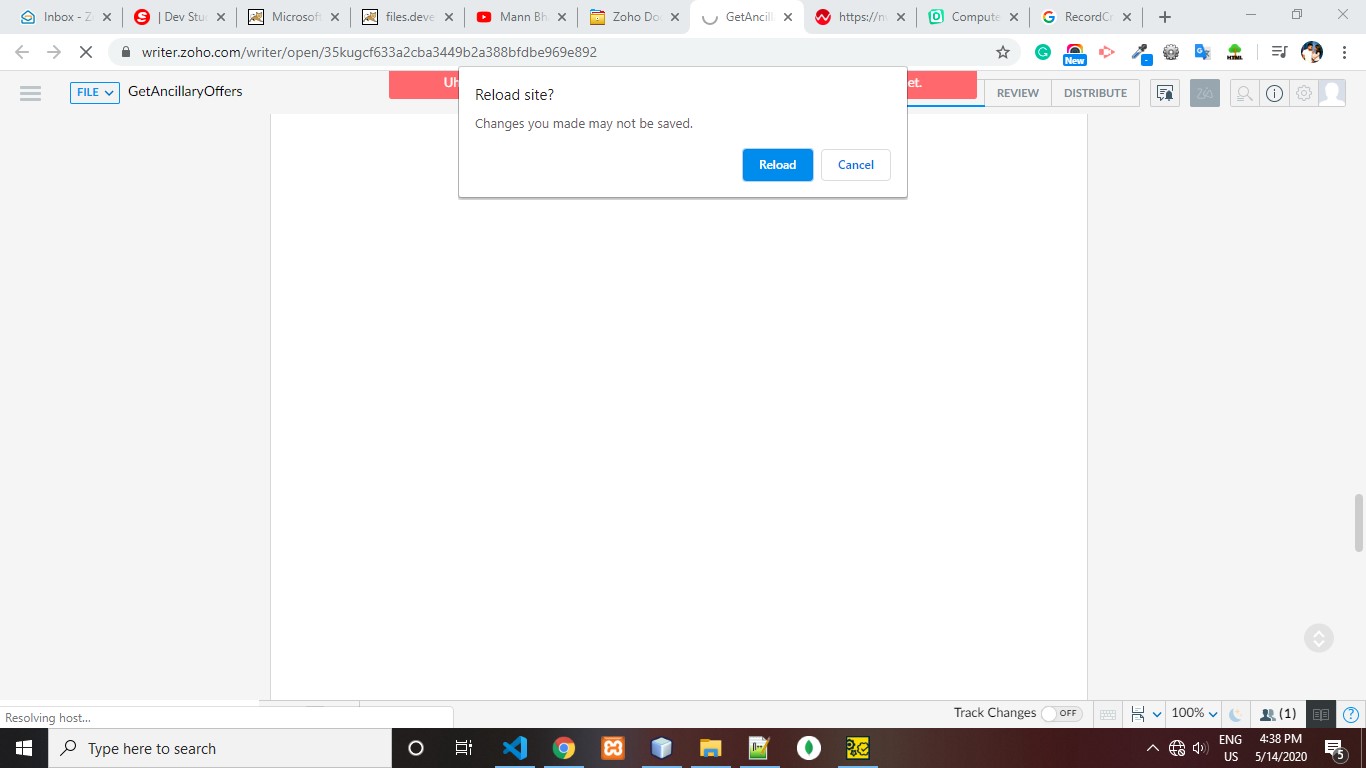 Inbox - Z
| Dev Stu
Microsoft
files.deve
Mann Bh
Zoho Do
GetAncill
https://n
Compute
RecordC
writer.zoho.com/writer/open/35kugcf633a2cba3449b2a388bfdbe969e892
New
FILE
GetAncillaryOffers
Uh
et.
REVIEW
DISTRIBUTE
Reload site?
Changes you made may not be saved.
Reload
Cancel
Resolving host...
Track Changes
OFF
100%
(1)
Type here to search
ENG
US
4:38 PM
5/14/2020
5